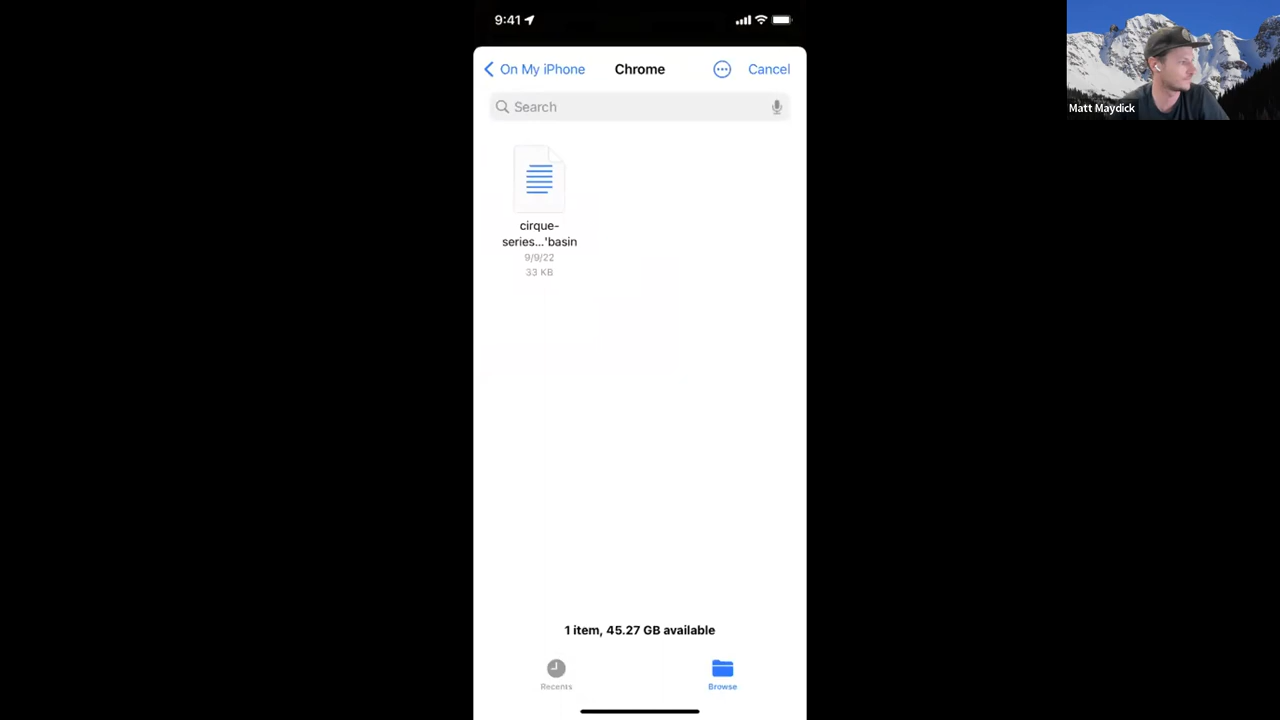 9:41
On My iPhone
Chrome
Cancel
Search
cirque-
series...'basin
9/9/22
33 KB
1 item, 45.27 GB available
Recents
Browse
Matt Maydick